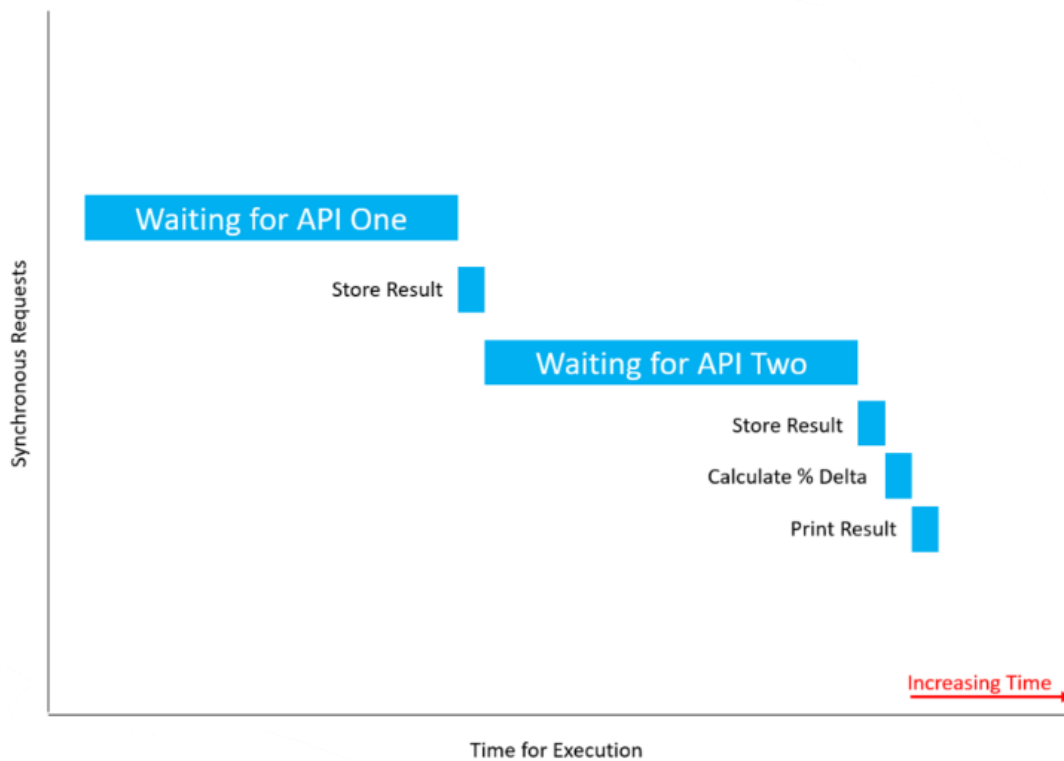 Waiting for API One
Store Result
Synchronous Requests
Waiting for API Two
Store Result
Calculate % Delta
Print Result
Increasing Time
Time for Execution